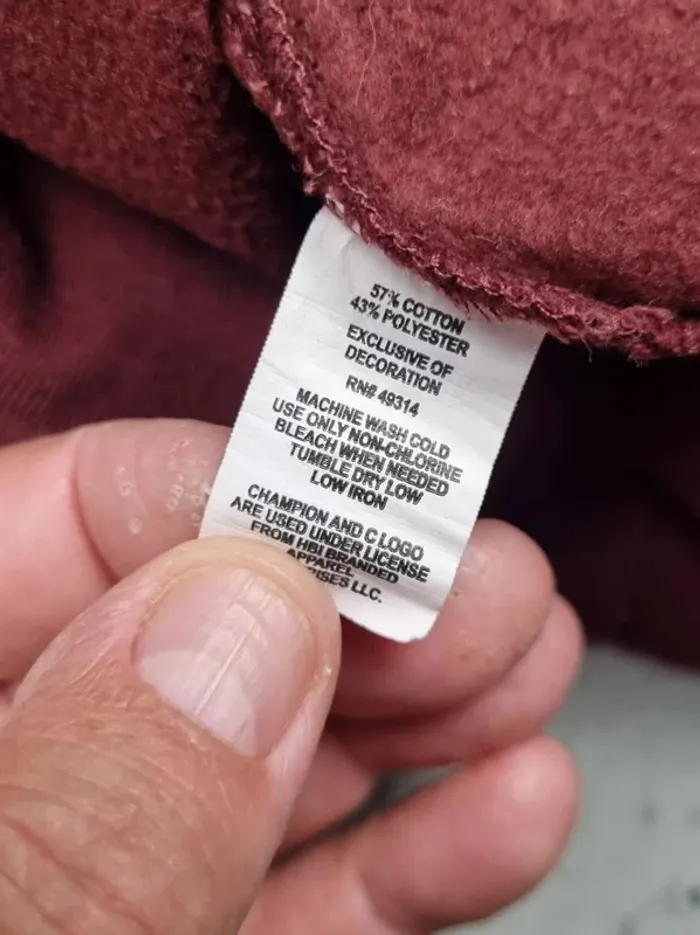 57% COTTON
43% POLYESTER
EXCLUSIVE OF
DECORATION
RN# 49314
MACHINE WASH COLD
USE ONLY NON-CHLORINE
BLEACH WHEN NEEDED
TUMBLE DRY LOW
LOW IRON
CHAMPION AND C LOGO
ARE USED UNDER LICENSE
FROM HBI BRANDED
APPAREL
LLC.